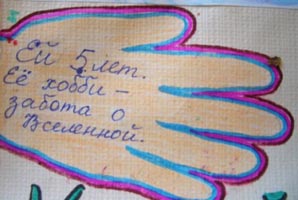 Ей 5 лет.
Её хобби –
забота о
Вселенной.